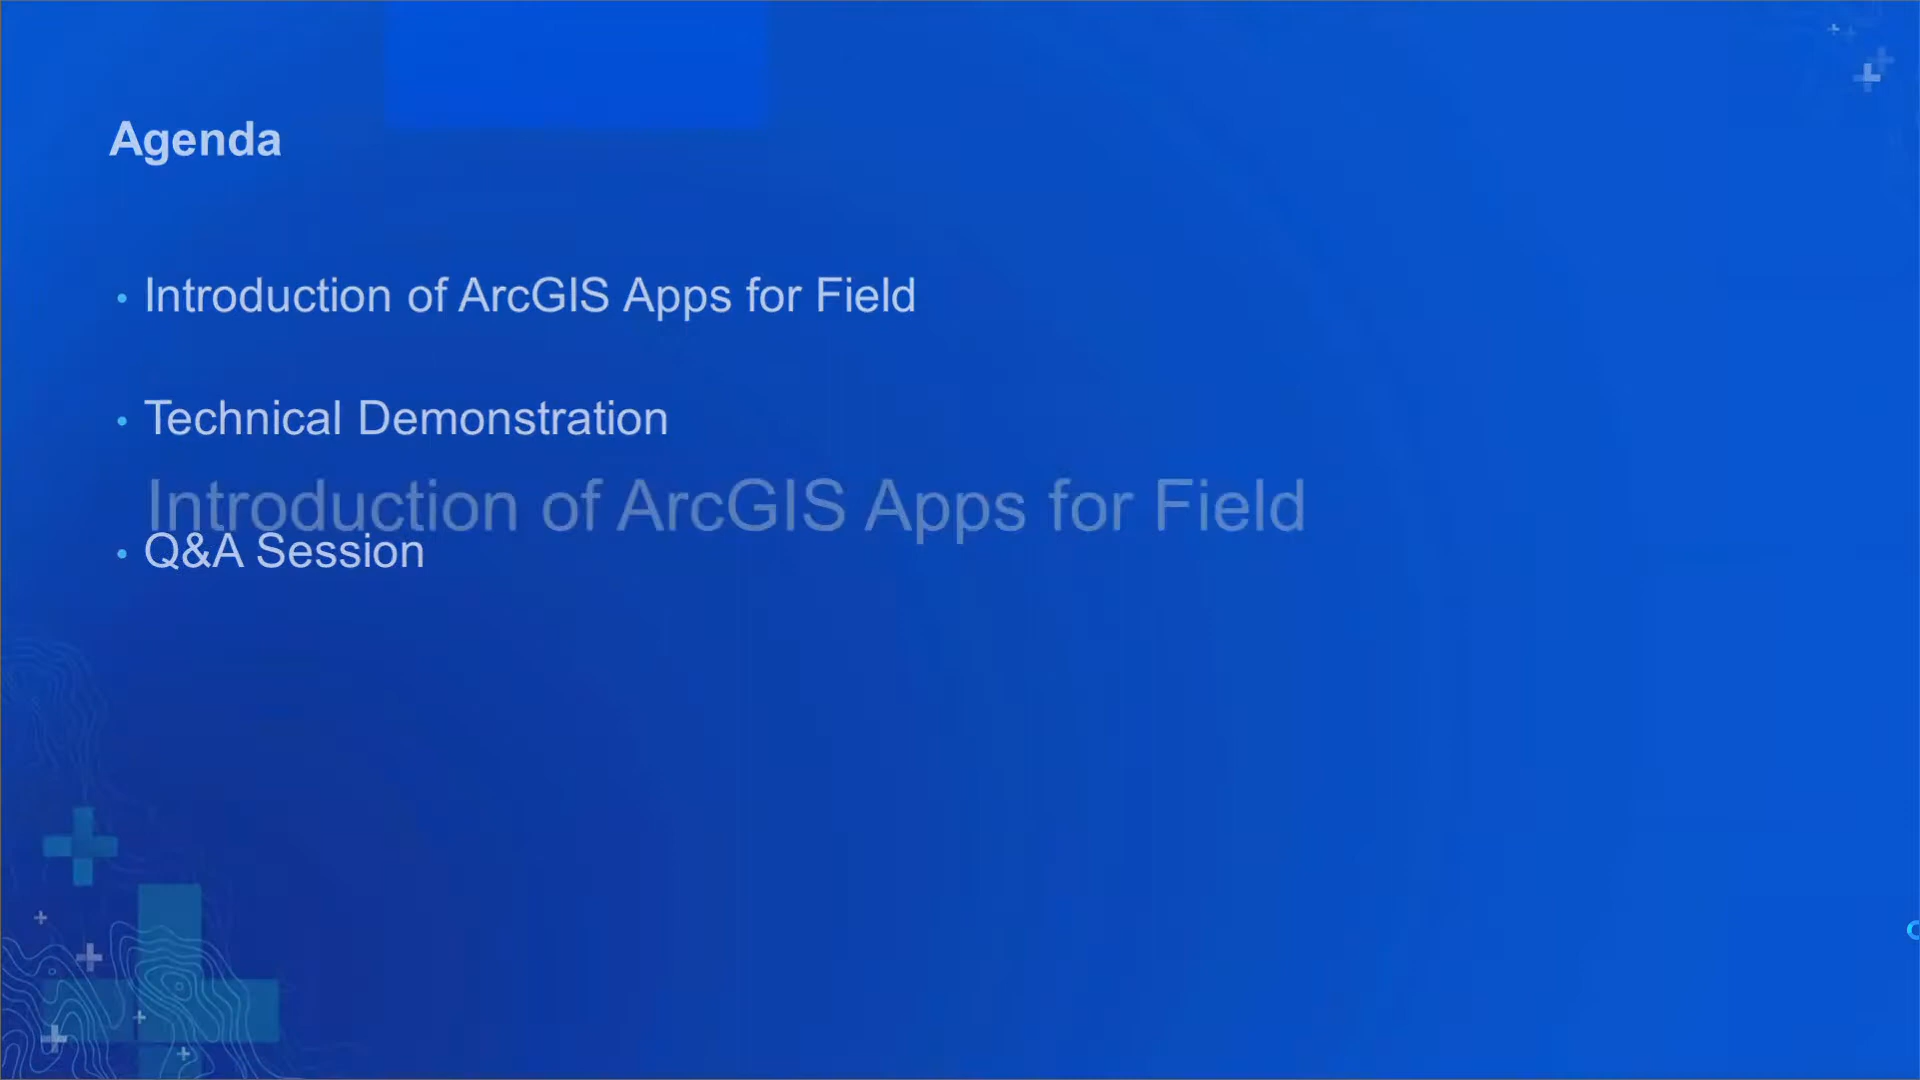 Agenda
• Introduction of ArcGIS Apps for Field
• Technical Demonstration
Introduction of ArcGIS Apps for Field
• Q&A Session